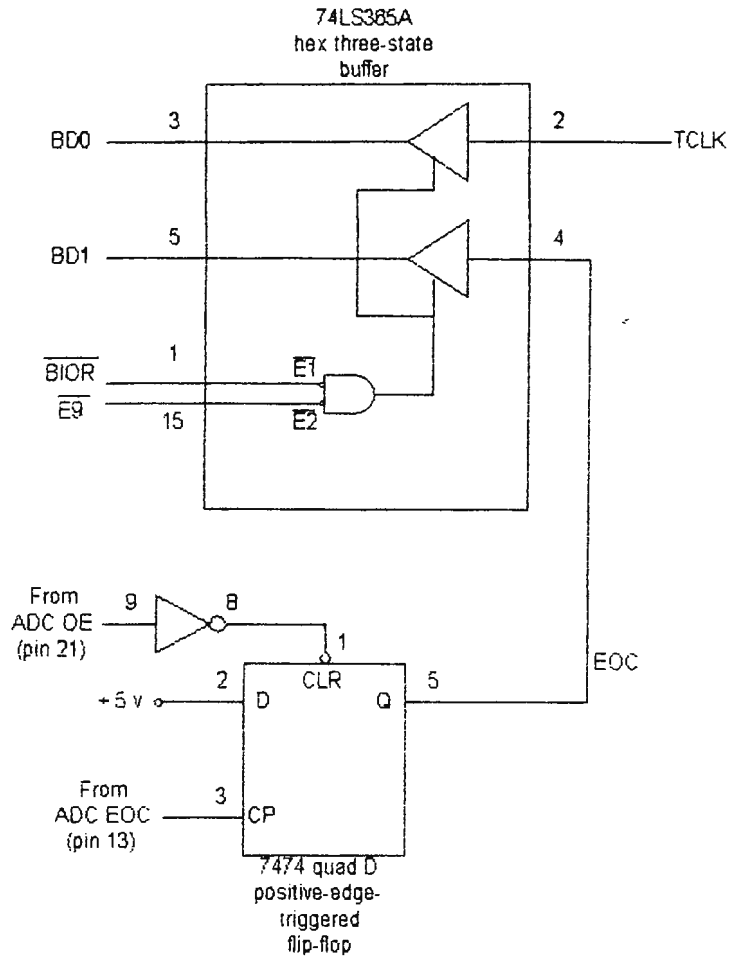 74LS365A
hex three-state
buffer
BD0
3
2
TCLK
BD1
5
4
BIOR
1
E1
E9
15
E2
From
ADC OE
(pin 21)
9
8
1
CLR
EOC
+5 v
2
D
Q
5
From
ADC EOC
(pin 13)
3
CP
7474 quad D
positive-edge-
triggered
flip-flop